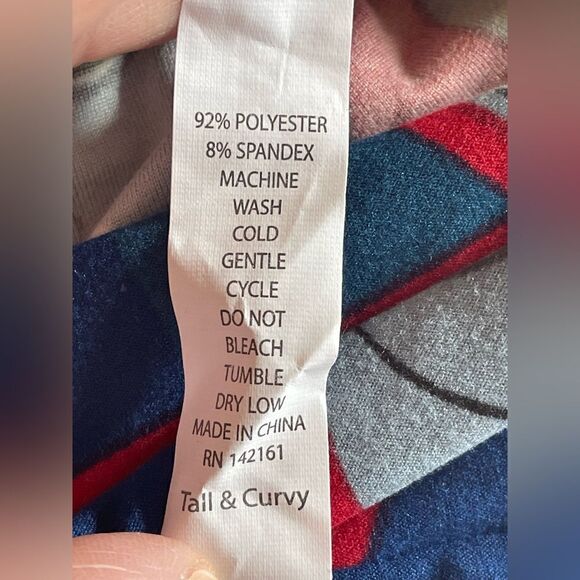 92% POLYESTER
8% SPANDEX
MACHINE
WASH
COLD
GENTLE
CYCLE
DO NOT
BLEACH
TUMBLE
DRY LOW
MADE IN CHINA
RN 142161
Tall & Curvy